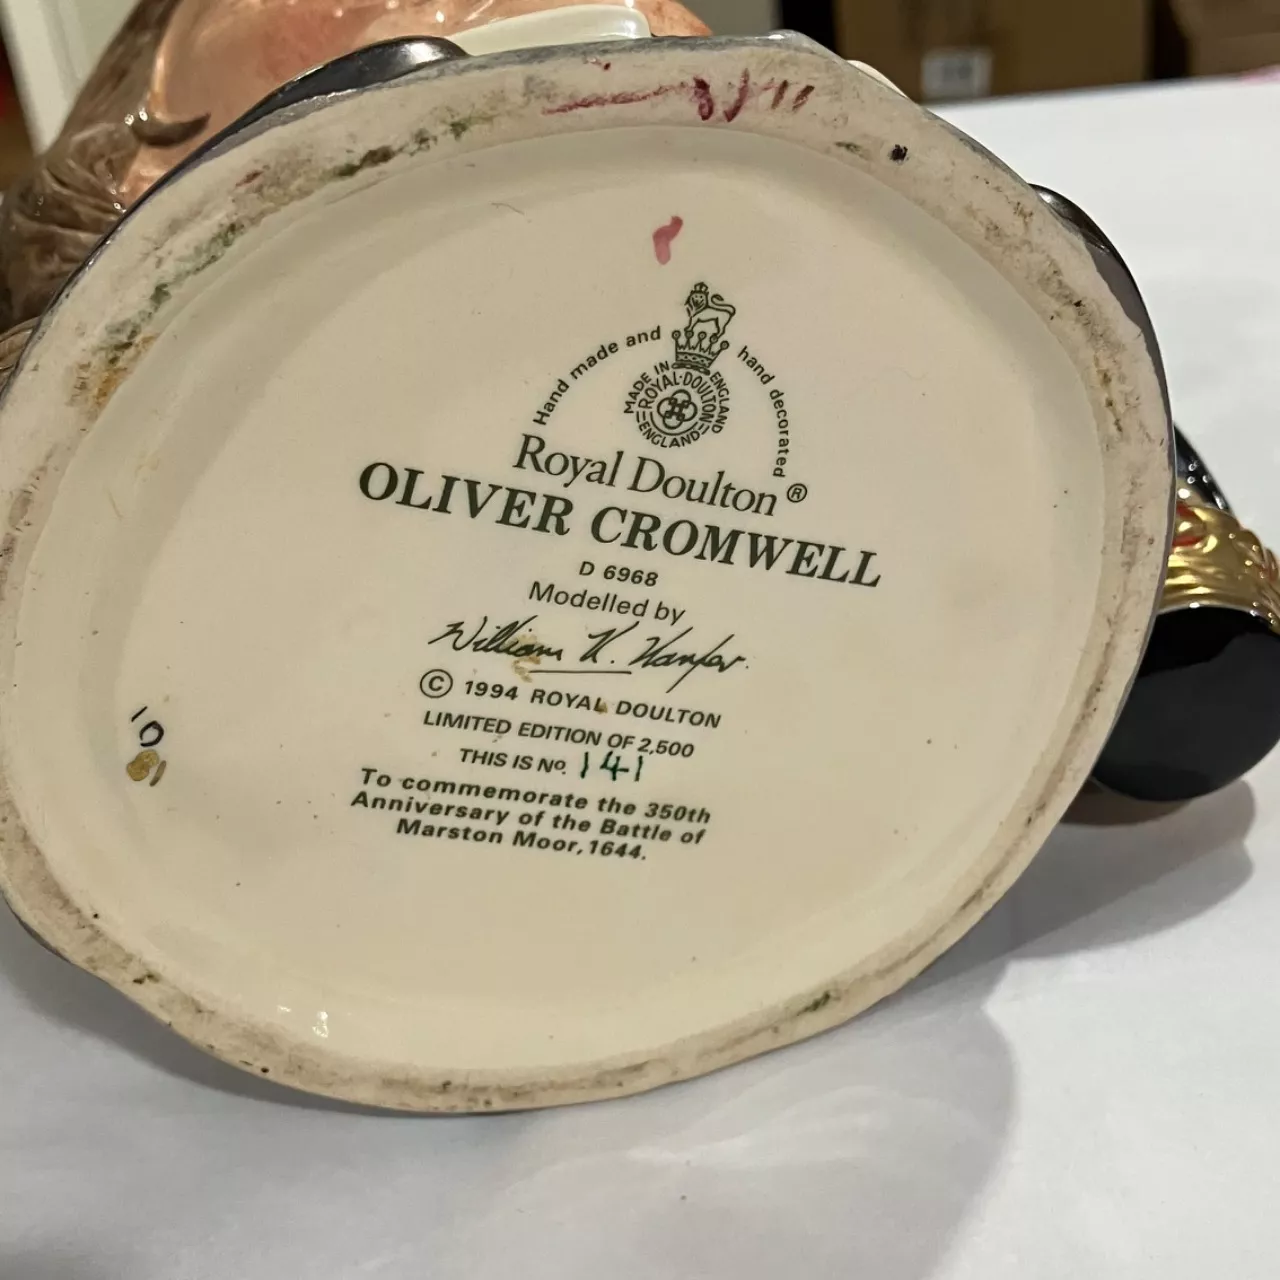 Hand made and hand decorated
MADE IN ENGLAND
ROYAL·DOULTON
ENGLAND
Royal Doulton ®
OLIVER CROMWELL
D 6968
Modelled by
William K. Harper.
© 1994 ROYAL DOULTON
LIMITED EDITION OF 2,500
THIS IS Nº. 141
To commemorate the 350th
Anniversary of the Battle of
Marston Moor, 1644.